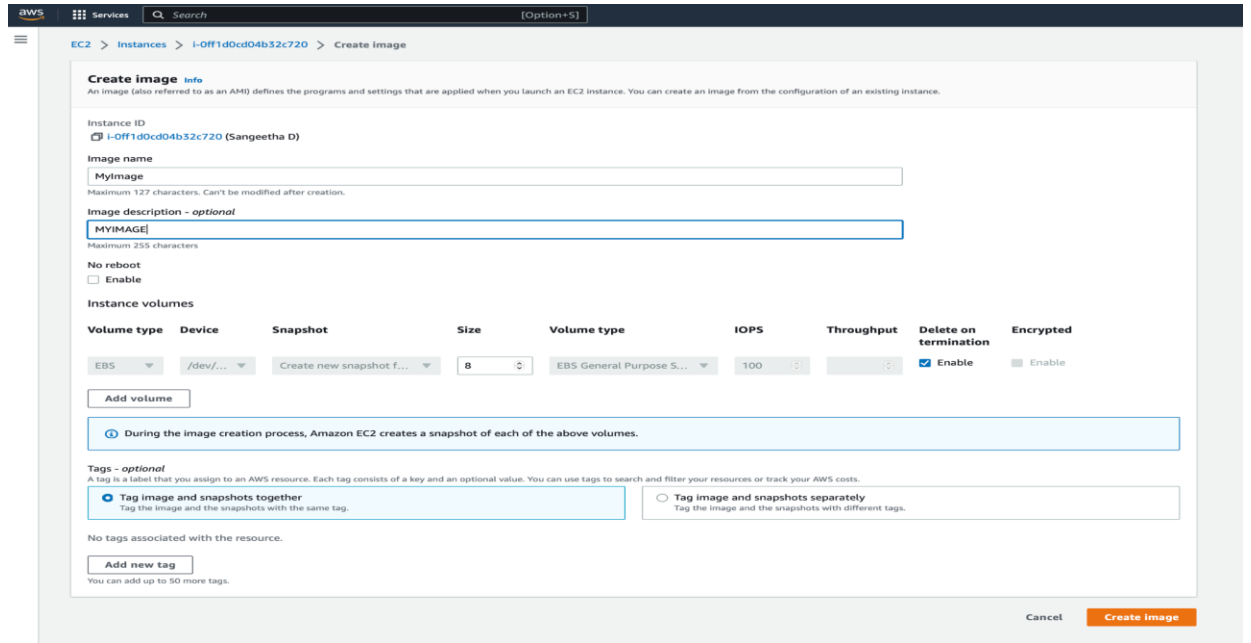 aws Services Search [Option+S]
EC2 > Instances > i-0ff1d0cd04b32c720 > Create image
Create image Info
An image (also referred to as an AMI) defines the programs and settings that are applied when you launch an EC2 instance. You can create an image from the configuration of an existing instance.
Instance ID
i-0ff1d0cd04b32c720 (Sangeetha D)
Image name
MyImage
Maximum 127 characters. Can't be modified after creation.
Image description - optional
MYIMAGE
Maximum 255 characters
No reboot
Enable
Instance volumes
Volume type Device Snapshot Size Volume type IOPS Throughput Delete on termination Encrypted
EBS /dev/... Create new snapshot f... 8 EBS General Purpose S... 100 Enable Enable
Add volume
During the image creation process, Amazon EC2 creates a snapshot of each of the above volumes.
Tags - optional
A tag is a label that you assign to an AWS resource. Each tag consists of a key and an optional value. You can use tags to search and filter your resources or track your AWS costs.
Tag image and snapshots together Tag image and snapshots separately
Tag the image and the snapshots with the same tag. Tag the image and the snapshots with different tags.
No tags associated with the resource.
Add new tag
You can add up to 50 more tags.
Cancel Create image